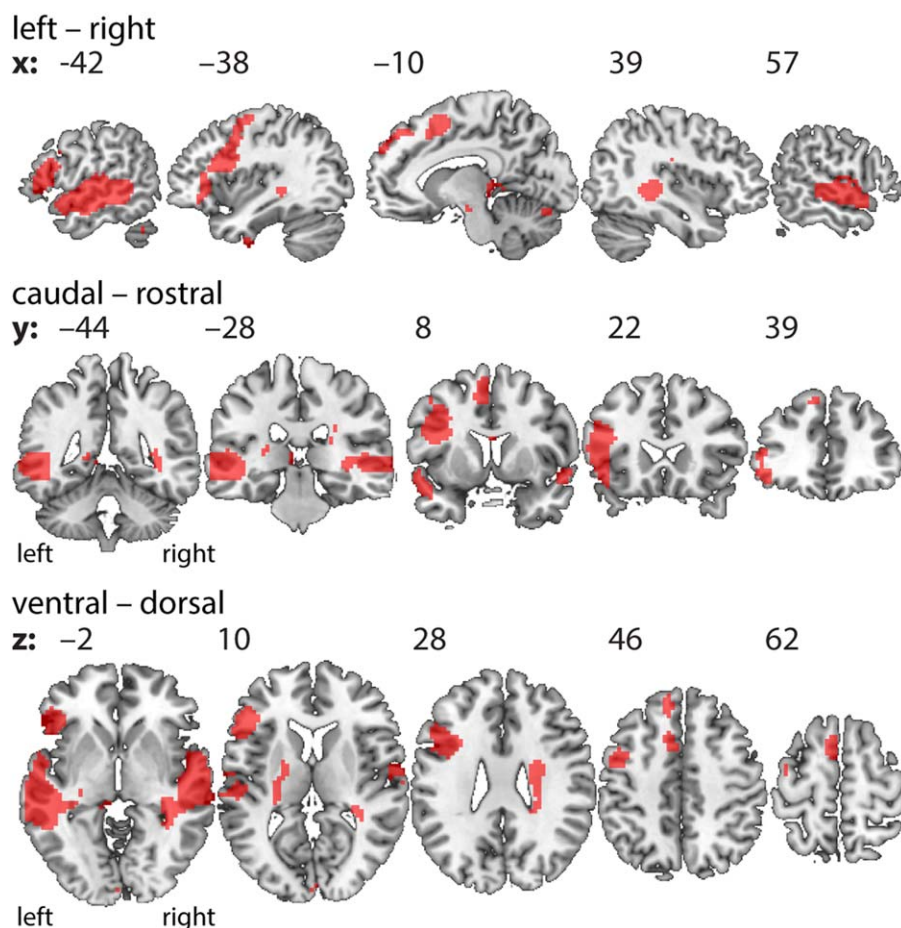 left – right
x: -42 –38 –10 39 57
caudal – rostral
y: –44 –28 8 22 39
left right
ventral – dorsal
z: –2 10 28 46 62
left right